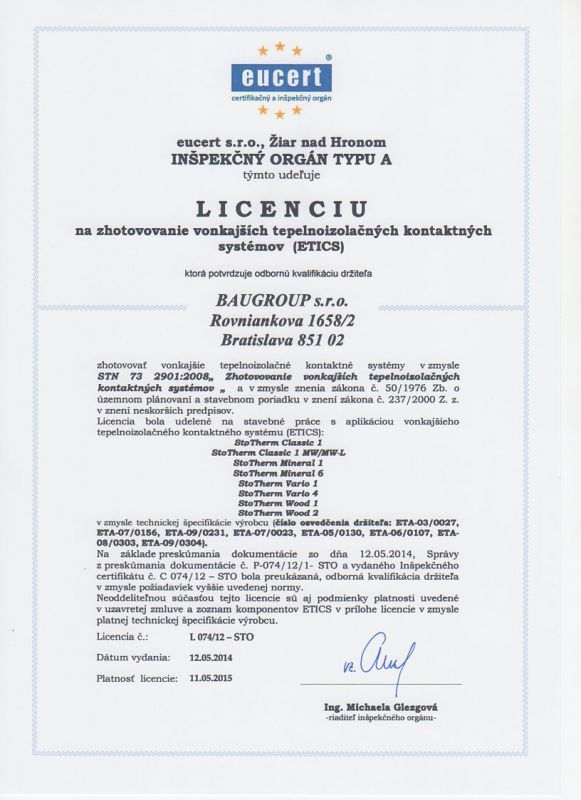 eucert ®
certifikačný a inšpekčný orgán
eucert s.r.o., Žiar nad Hronom
INŠPEKČNÝ ORGÁN TYPU A
týmto udeľuje
LICENCIU
na zhotovovanie vonkajších tepelnoizolačných kontaktných
systémov (ETICS)
ktorá potvrdzuje odbornú kvalifikáciu držiteľa
BAUGROUP s.r.o.
Rovniankova 1658/2
Bratislava 851 02
zhotovovať vonkajšie tepelnoizolačné kontaktné systémy v zmysle
STN 73 2901:2008„ Zhotovovanie vonkajších tepelnoizolačných
kontaktných systémov „ a v zmysle znenia zákona č. 50/1976 Zb. o
územnom plánovaní a stavebnom poriadku v znení zákona č. 237/2000 Z. z.
v znení neskorších predpisov.
Licencia bola udelené na stavebné práce s aplikáciou vonkajšieho
tepelnoizolačného kontaktného systému (ETICS):
StoTherm Classic 1
StoTherm Classic 1 MW/MW-L
StoTherm Mineral 1
StoTherm Mineral 6
StoTherm Vario 1
StoTherm Vario 4
StoTherm Wood 1
StoTherm Wood 2
v zmysle technickej špecifikácie výrobcu (číslo osvedčenia držiteľa: ETA-03/0027,
ETA-07/0156, ETA-09/0231, ETA-07/0023, ETA-05/0130, ETA-06/0107, ETA-
08/0303, ETA-09/0304).
Na základe preskúmania dokumentácie zo dňa 12.05.2014, Správy
z preskúmania dokumentácie č. P-074/12/1- STO a vydaného Inšpekčného
certifikátu č. C 074/12 – STO bola preukázaná, odborná kvalifikácia držiteľa
v zmysle požiadaviek vyššie uvedenej normy.
Neoddeliteľnou súčasťou tejto licencie sú aj podmienky platnosti uvedené
v uzavretej zmluve a zoznam komponentov ETICS v prílohe licencie v zmysle
platnej technickej špecifikácie výrobcu.
Licencia č.: L 074/12 – STO
Dátum vydania: 12.05.2014
Platnosť licencie: 11.05.2015
vz.
Ing. Michaela Glezgová
-riaditeľ inšpekčného orgánu-